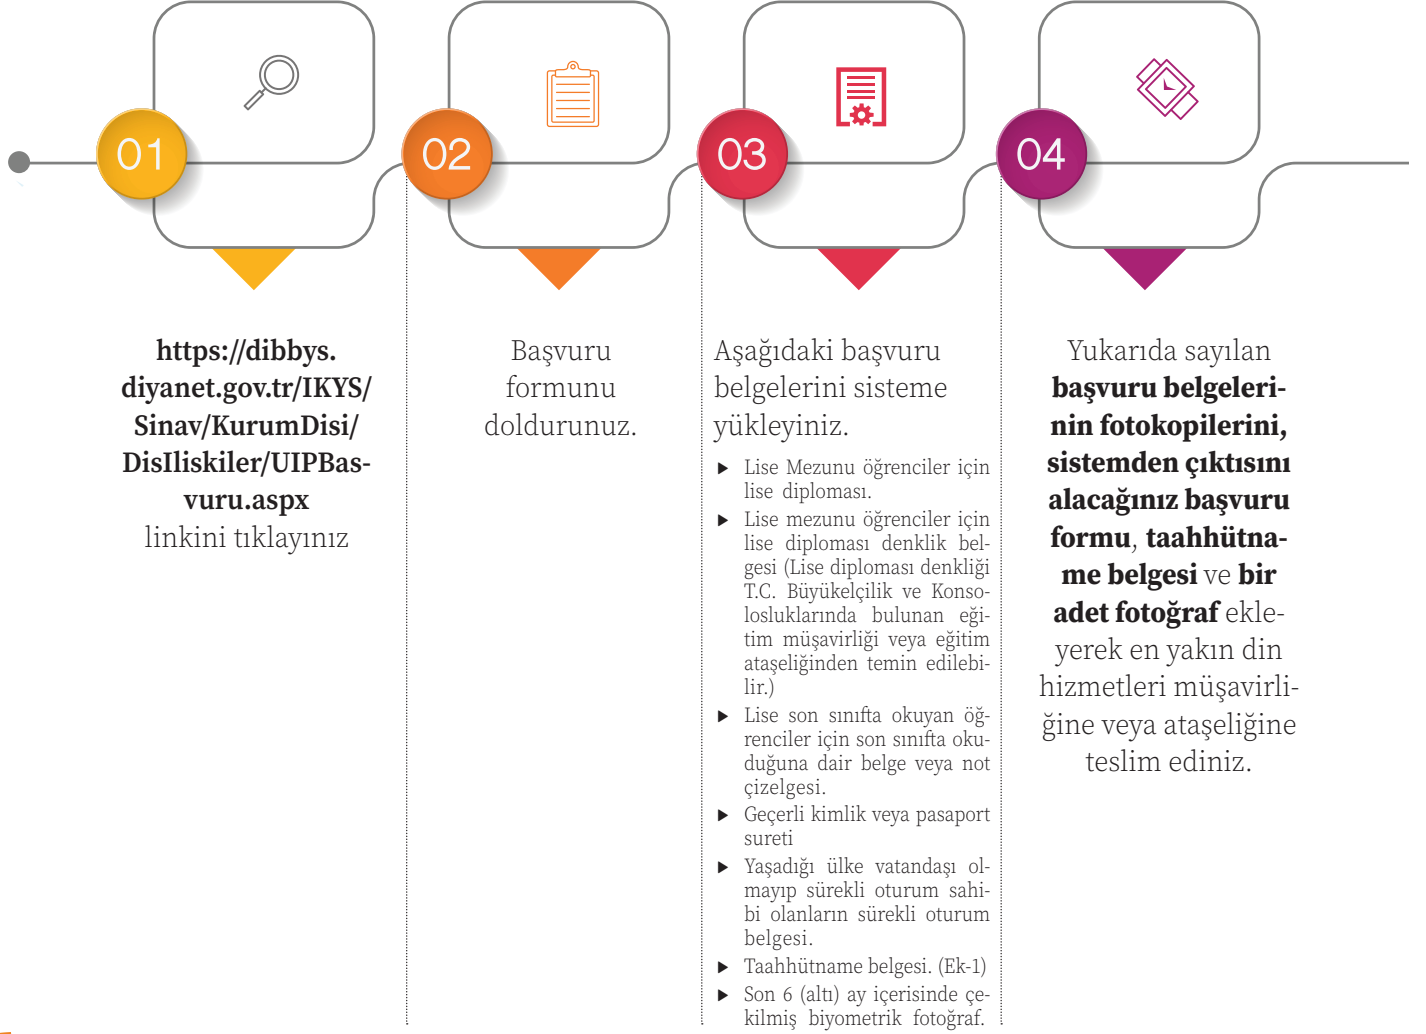 01
https://dibbys.
diyanet.gov.tr/IKYS/
Sinav/KurumDisi/
DisIliskiler/UIPBas-
vuru.aspx
linkini tıklayınız
02
Başvuru
formunu
doldurunuz.
03
Aşağıdaki başvuru
belgelerini sisteme
yükleyiniz.
▶ Lise Mezunu öğrenciler için
lise diploması.
▶ Lise mezunu öğrenciler için
lise diploması denklik bel-
gesi (Lise diploması denkliği
T.C. Büyükelçilik ve Konso-
losluklarında bulunan eği-
tim müşavirliği veya eğitim
ataşeliğinden temin edilebi-
lir.)
▶ Lise son sınıfta okuyan öğ-
renciler için son sınıfta oku-
duğuna dair belge veya not
çizelgesi.
▶ Geçerli kimlik veya pasaport
sureti
▶ Yaşadığı ülke vatandaşı ol-
mayıp sürekli oturum sahi-
bi olanların sürekli oturum
belgesi.
▶ Taahhütname belgesi. (Ek-1)
▶ Son 6 (altı) ay içerisinde çe-
kilmiş biyometrik fotoğraf.
04
Yukarıda sayılan
başvuru belgeleri-
nin fotokopilerini,
sistemden çıktısını
alacağınız başvuru
formu, taahhütna-
me belgesi ve bir
adet fotoğraf ekle-
yerek en yakın din
hizmetleri müşavirli-
ğine veya ataşeliğine
teslim ediniz.